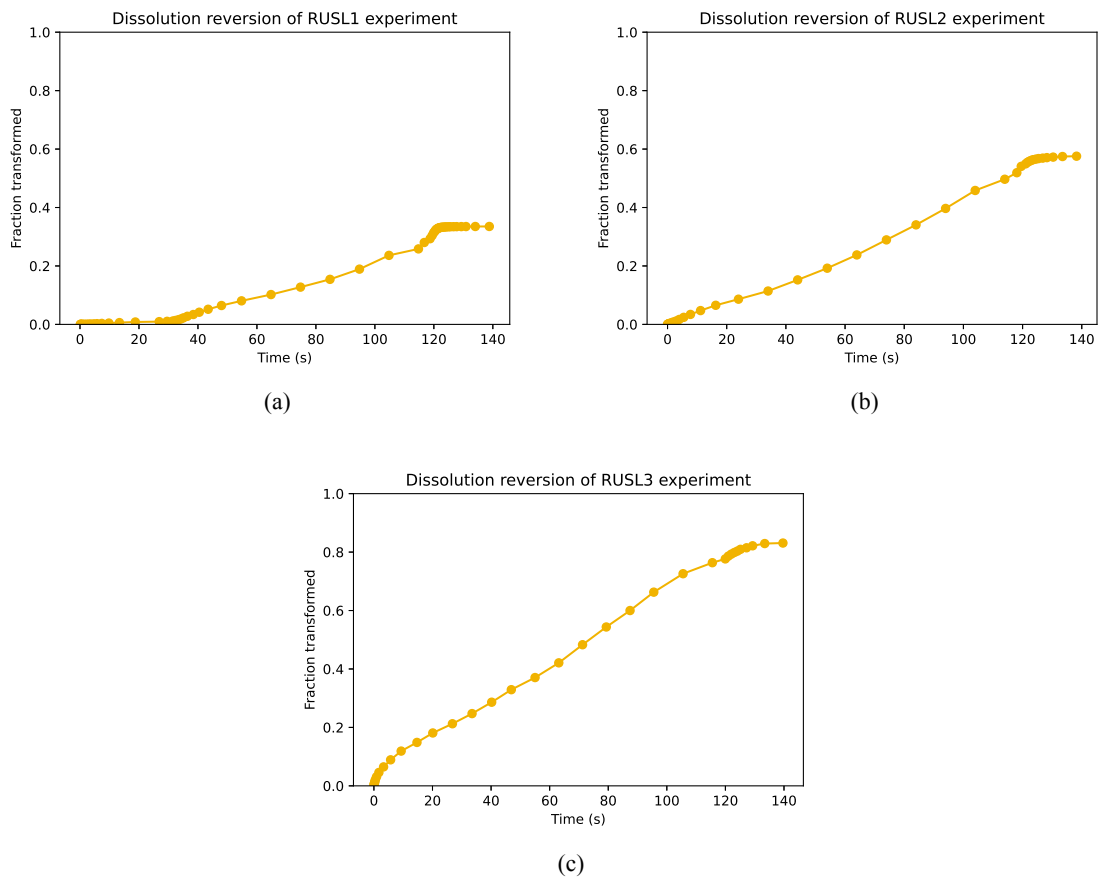 Dissolution reversion of RUSL1 experiment
1.0
0.8
0.6
0.4
0.2
0.0
Fraction transformed
0 20 40 60 80 100 120 140
Time (s)
(a)
Dissolution reversion of RUSL2 experiment
1.0
0.8
0.6
0.4
0.2
0.0
Fraction transformed
0 20 40 60 80 100 120 140
Time (s)
(b)
Dissolution reversion of RUSL3 experiment
1.0
0.8
0.6
0.4
0.2
0.0
Fraction transformed
0 20 40 60 80 100 120 140
Time (s)
(c)